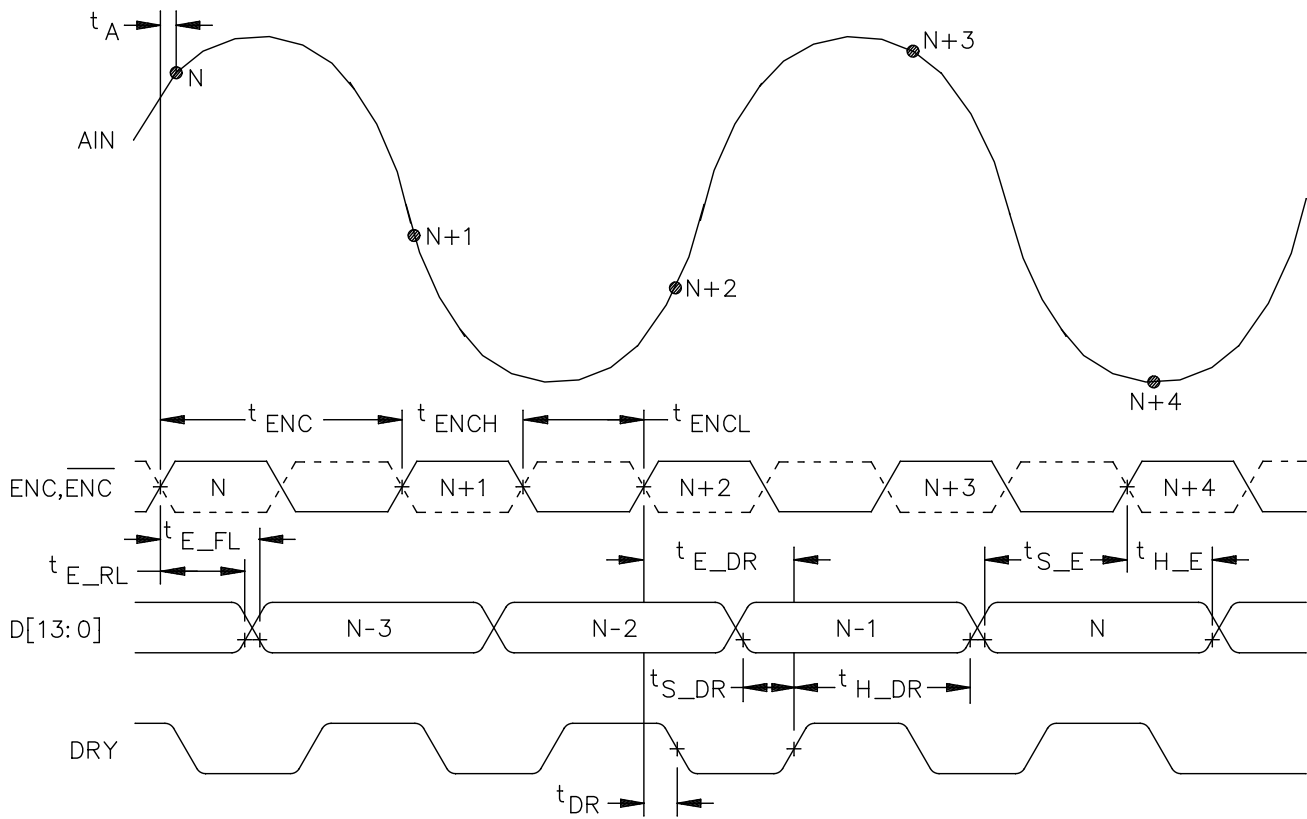 t A
N
N+3
AIN
N+1
N+2
N+4
t ENC
t ENCH
t ENCL
ENC,E̅N̅C̅
N
N+1
N+2
N+3
N+4
t E_FL
t E_RL
t E_DR
t S_E
t H_E
D[13:0]
N-3
N-2
N-1
N
t S_DR
t H_DR
DRY
t DR